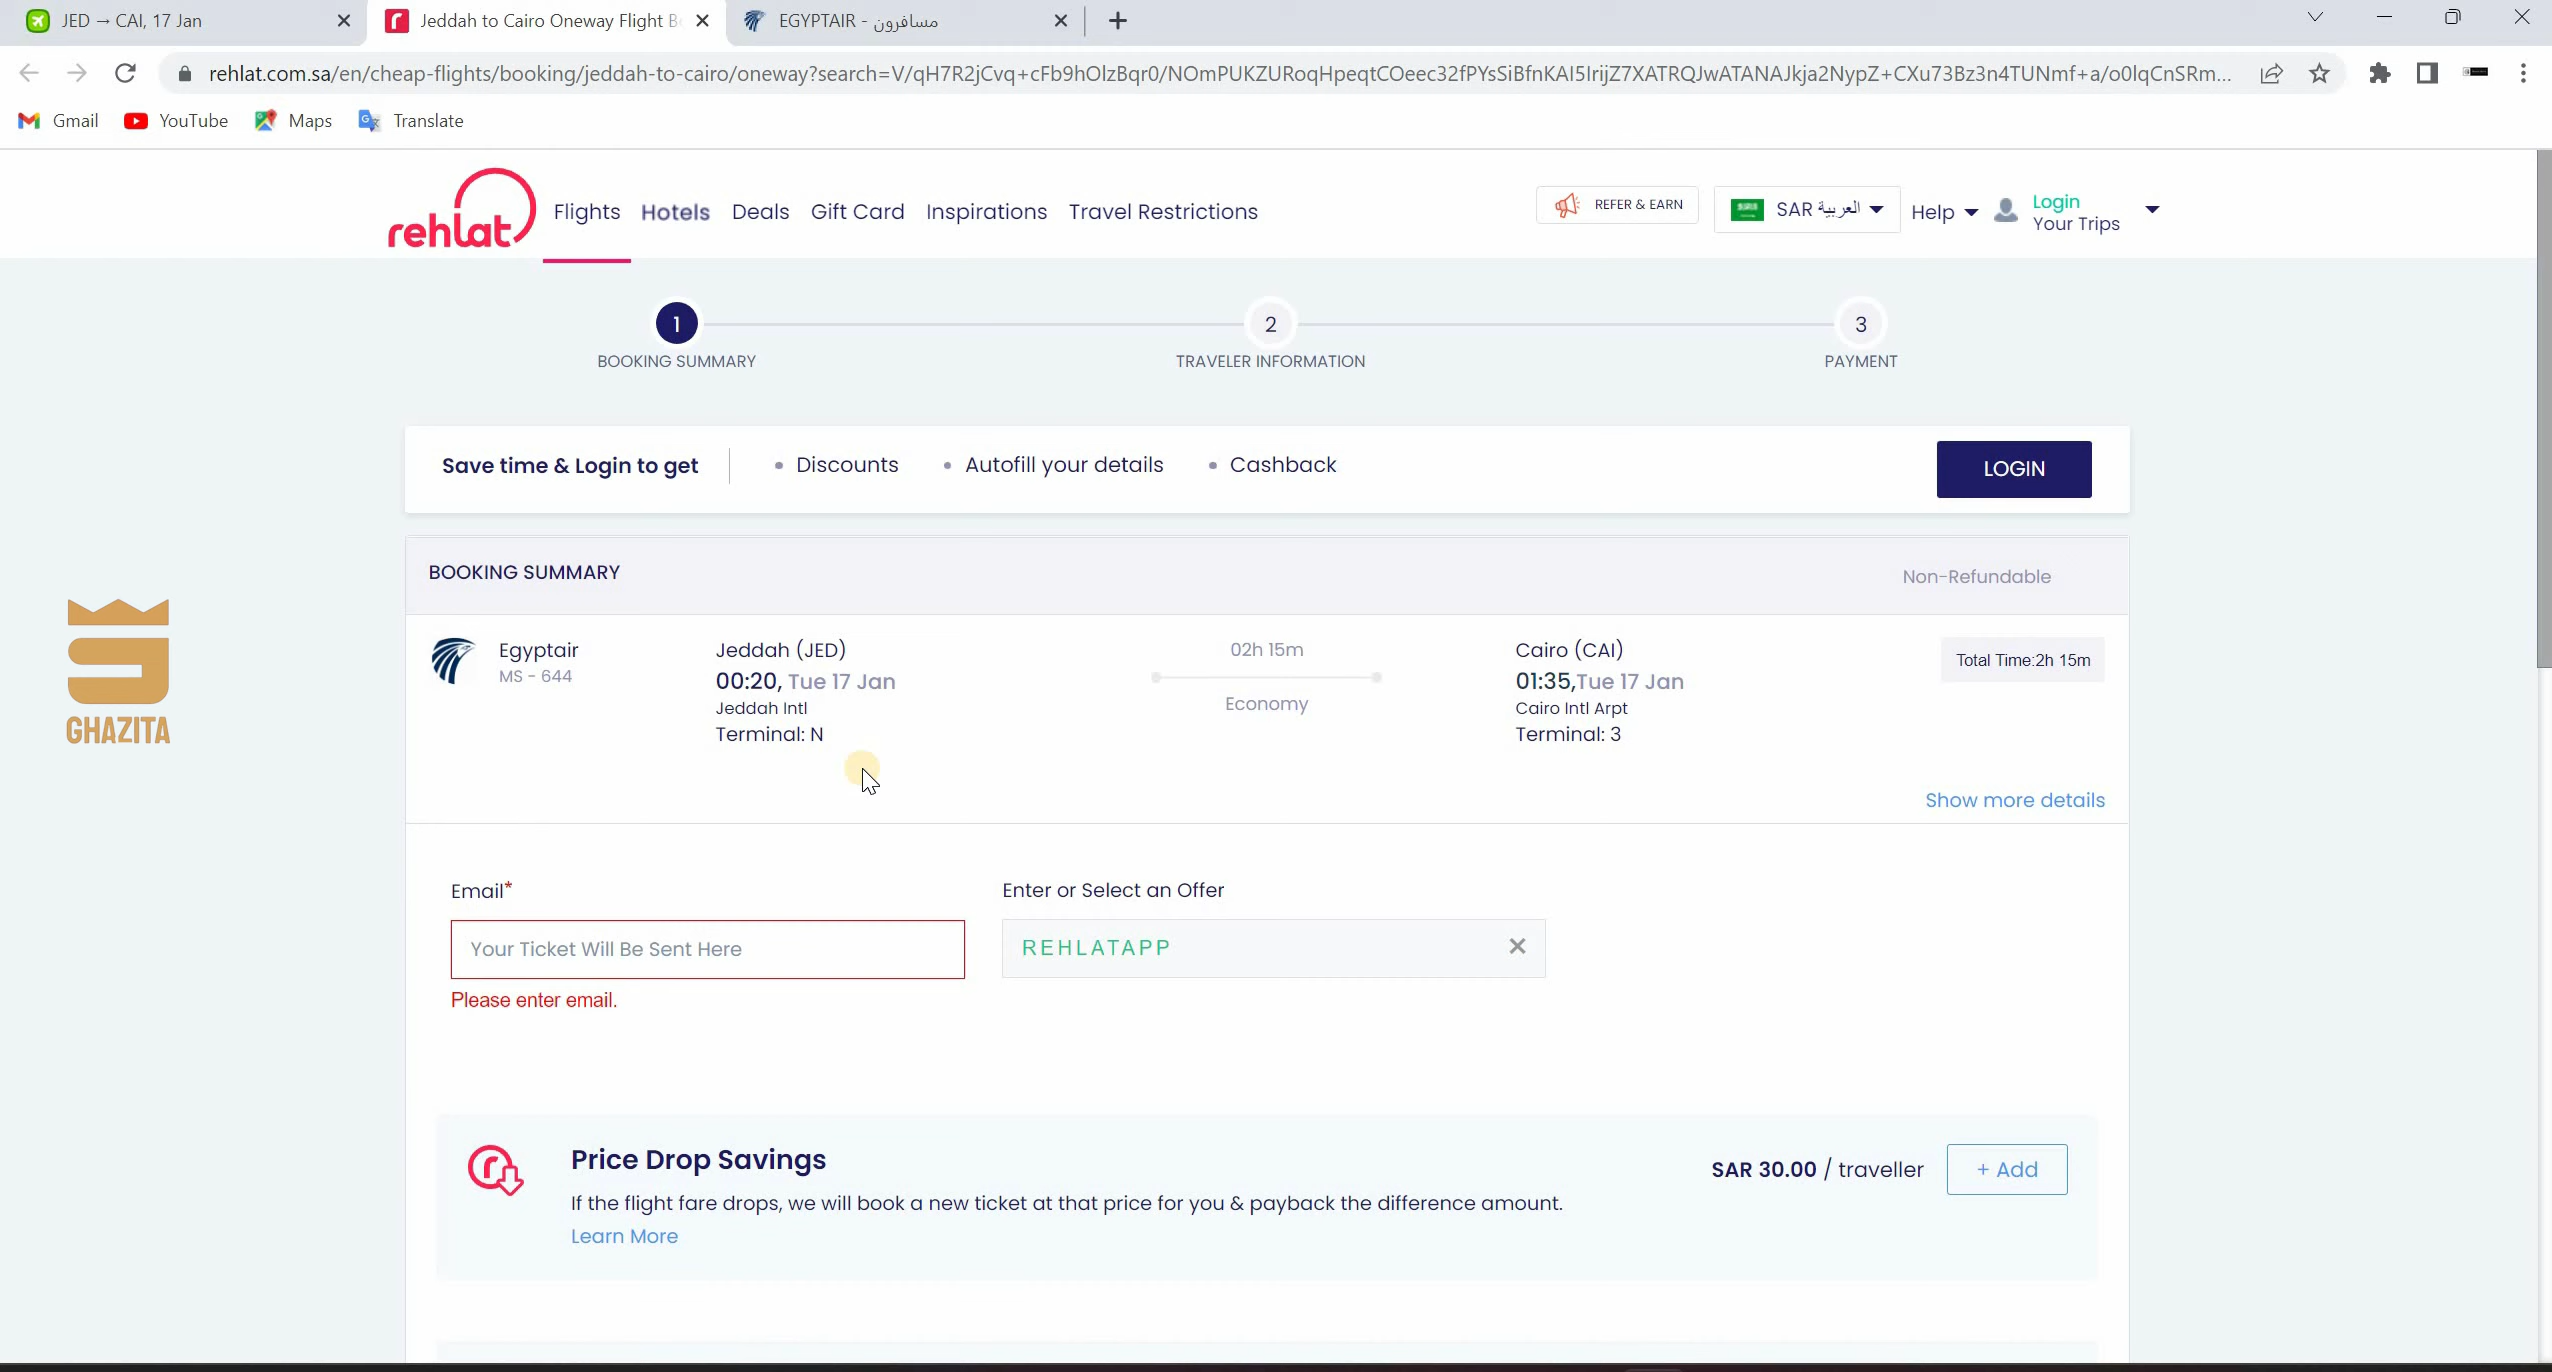 JED → CAI, 17 Jan
Jeddah to Cairo Oneway Flight B
EGYPTAIR - مسافرون
rehlat.com.sa/en/cheap-flights/booking/jeddah-to-cairo/oneway?search=V/qH7R2jCvq+cFb9hOlzBqr0/NOmPUKZURoqHpeqtCOeec32fPYsSiBfnKAI5IrijZ7XATRQJwATANAJkja2NypZ+CXu73Bz3n4TUNmf+a/o0lqCnSRm...
Gmail
YouTube
Maps
Translate
rehlat
Flights
Hotels
Deals
Gift Card
Inspirations
Travel Restrictions
REFER & EARN
SAR العربية
Help
Login
Your Trips
1
2
3
BOOKING SUMMARY
TRAVELER INFORMATION
PAYMENT
Save time & Login to get
• Discounts
• Autofill your details
• Cashback
LOGIN
BOOKING SUMMARY
Non-Refundable
GHAZITA
Egyptair
MS - 644
Jeddah (JED)
00:20, Tue 17 Jan
Jeddah Intl
Terminal: N
02h 15m
Economy
Cairo (CAI)
01:35,Tue 17 Jan
Cairo Intl Arpt
Terminal: 3
Total Time:2h 15m
Show more details
Email*
Your Ticket Will Be Sent Here
Please enter email.
Enter or Select an Offer
REHLATAPP
Price Drop Savings
SAR 30.00 / traveller
+ Add
If the flight fare drops, we will book a new ticket at that price for you & payback the difference amount.
Learn More